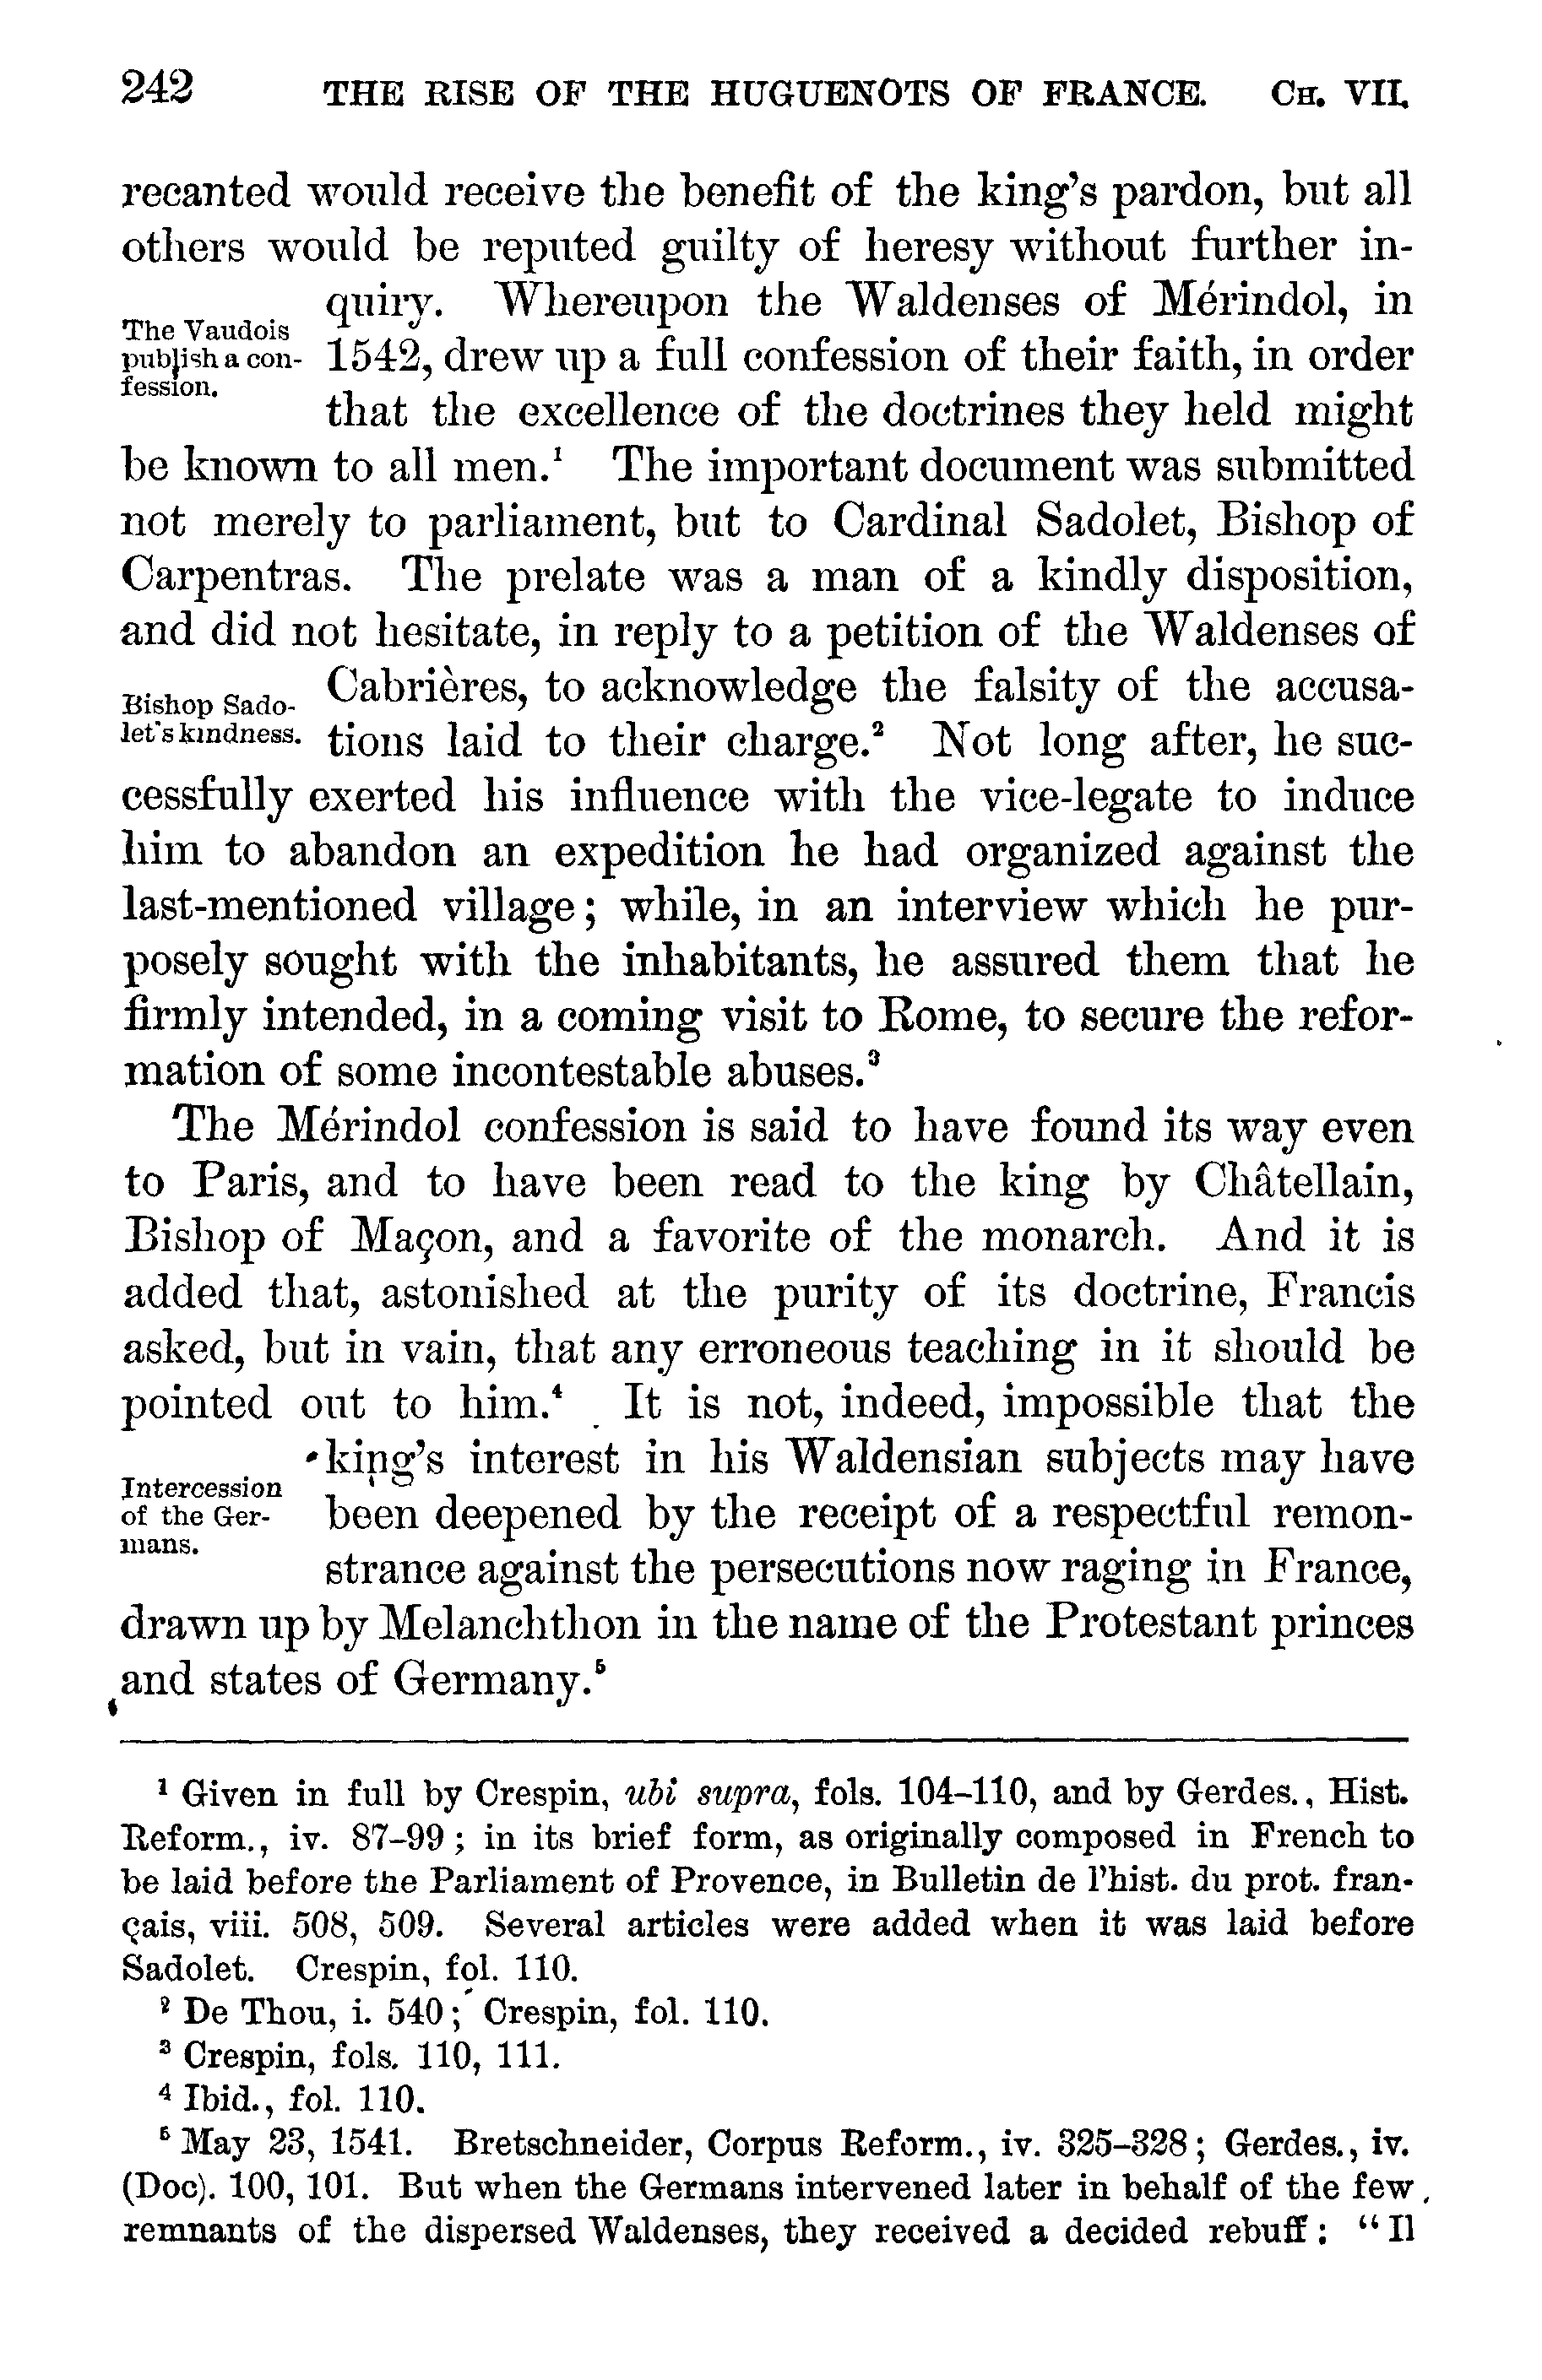 242 THE RISE OF THE HUGUENOTS OF FRANCE. CH. VII.
recanted would receive the benefit of the king's pardon, but all
others would be reputed guilty of heresy without further in-
quiry. Whereupon the Waldenses of Mérindol, in
The Vaudois
publish a con-
fession.
1542, drew up a full confession of their faith, in order
that the excellence of the doctrines they held might
be known to all men.¹ The important document was submitted
not merely to parliament, but to Cardinal Sadolet, Bishop of
Carpentras. The prelate was a man of a kindly disposition,
and did not hesitate, in reply to a petition of the Waldenses of
Bishop Sado-
let's kindness.
Cabrières, to acknowledge the falsity of the accusa-
tions laid to their charge.² Not long after, he suc-
cessfully exerted his influence with the vice-legate to induce
him to abandon an expedition he had organized against the
last-mentioned village; while, in an interview which he pur-
posely sought with the inhabitants, he assured them that he
firmly intended, in a coming visit to Rome, to secure the refor-
mation of some incontestable abuses.³
The Mérindol confession is said to have found its way even
to Paris, and to have been read to the king by Châtellain,
Bishop of Maçon, and a favorite of the monarch. And it is
added that, astonished at the purity of its doctrine, Francis
asked, but in vain, that any erroneous teaching in it should be
pointed out to him.⁴ It is not, indeed, impossible that the
Intercession
of the Ger-
mans.
king's interest in his Waldensian subjects may have
been deepened by the receipt of a respectful remon-
strance against the persecutions now raging in France,
drawn up by Melanchthon in the name of the Protestant princes
and states of Germany.⁵
¹ Given in full by Crespin, ubi supra, fols. 104–110, and by Gerdes., Hist.
Reform., iv. 87–99; in its brief form, as originally composed in French to
be laid before the Parliament of Provence, in Bulletin de l'hist. du prot. fran-
çais, viii. 508, 509. Several articles were added when it was laid before
Sadolet. Crespin, fol. 110.
² De Thou, i. 540; Crespin, fol. 110.
³ Crespin, fols. 110, 111.
⁴ Ibid., fol. 110.
⁵ May 23, 1541. Bretschneider, Corpus Reform., iv. 325–328; Gerdes., iv.
(Doc). 100, 101. But when the Germans intervened later in behalf of the few
remnants of the dispersed Waldenses, they received a decided rebuff: "Il